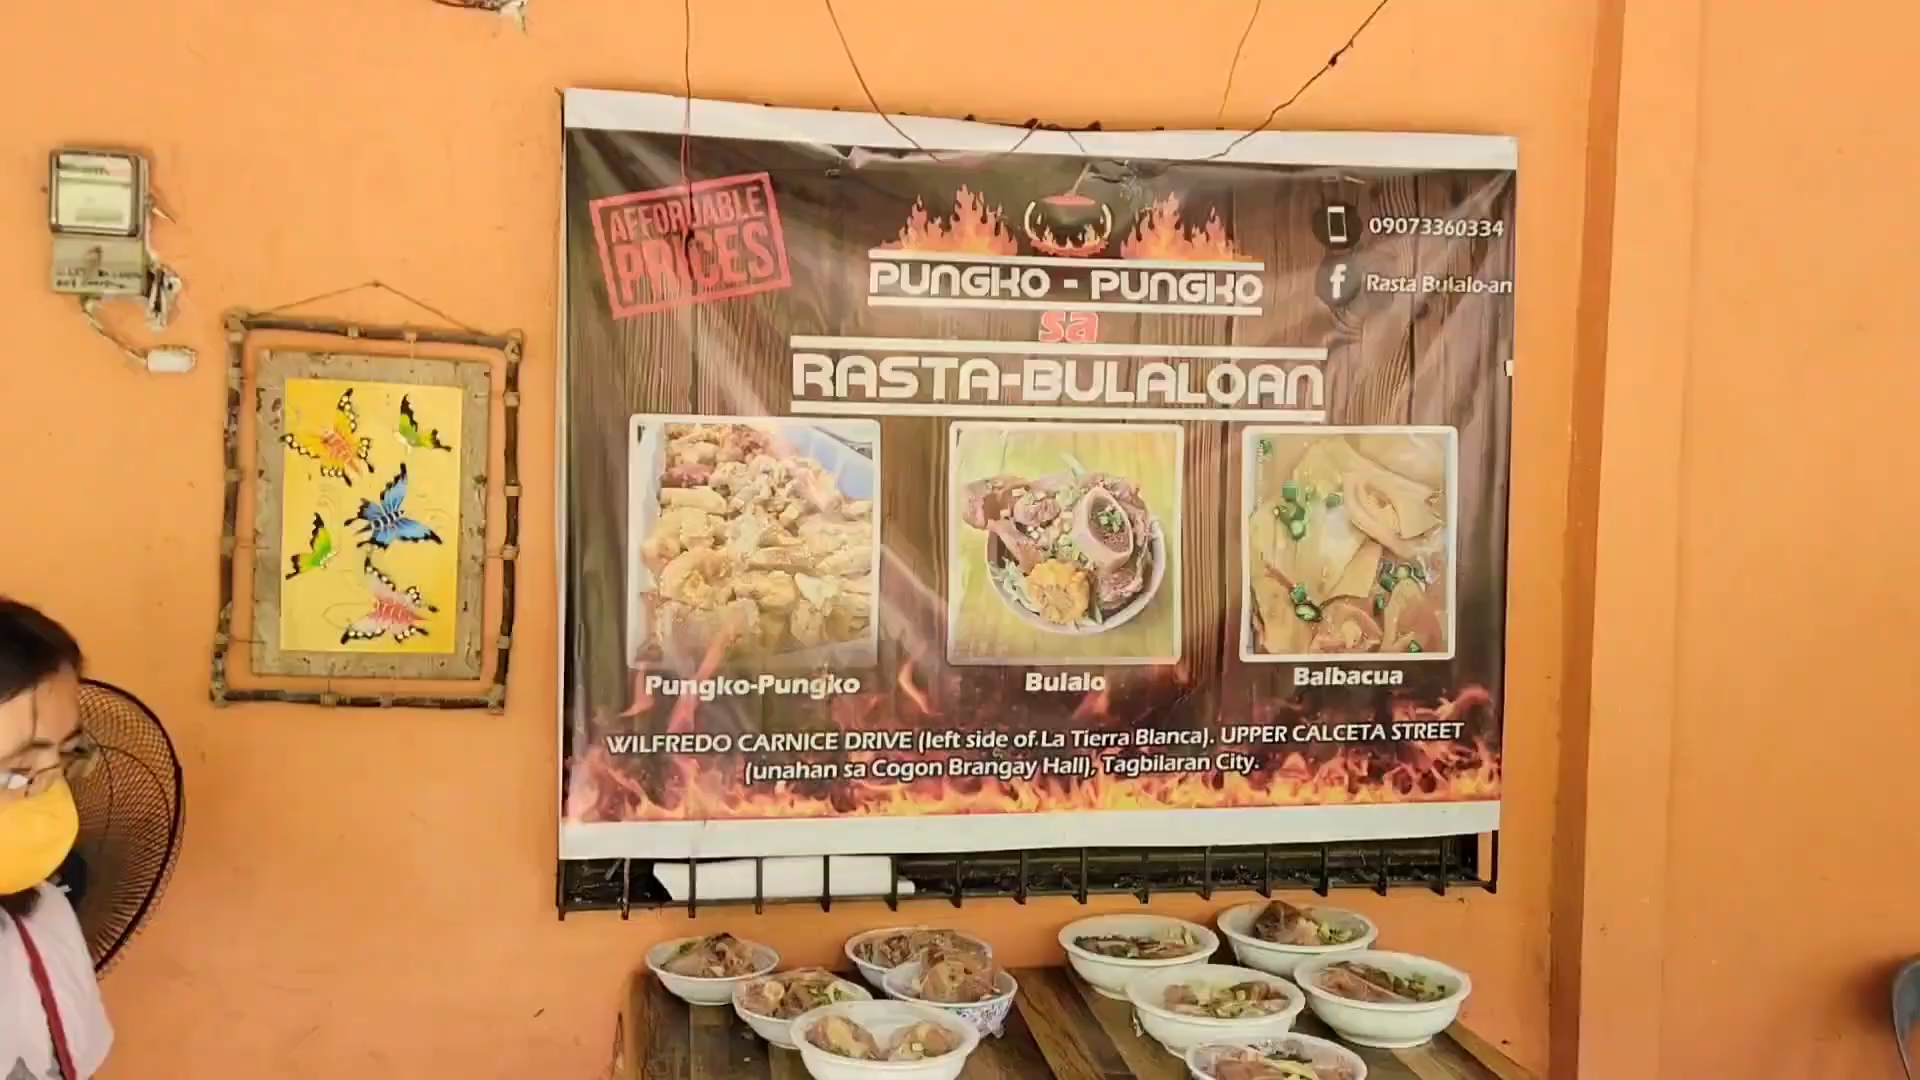 AFFORDABLE
PRICES
PUNGKO - PUNGKO
sa
RASTA-BULALOAN
09073360334
f Rasta Bulalo-an
Pungko-Pungko
Bulalo
Balbacua
WILFREDO CARNICE DRIVE (left side of La Tierra Blanca). UPPER CALCETA STREET
(unahan sa Cogon Brangay Hall), Tagbilaran City.